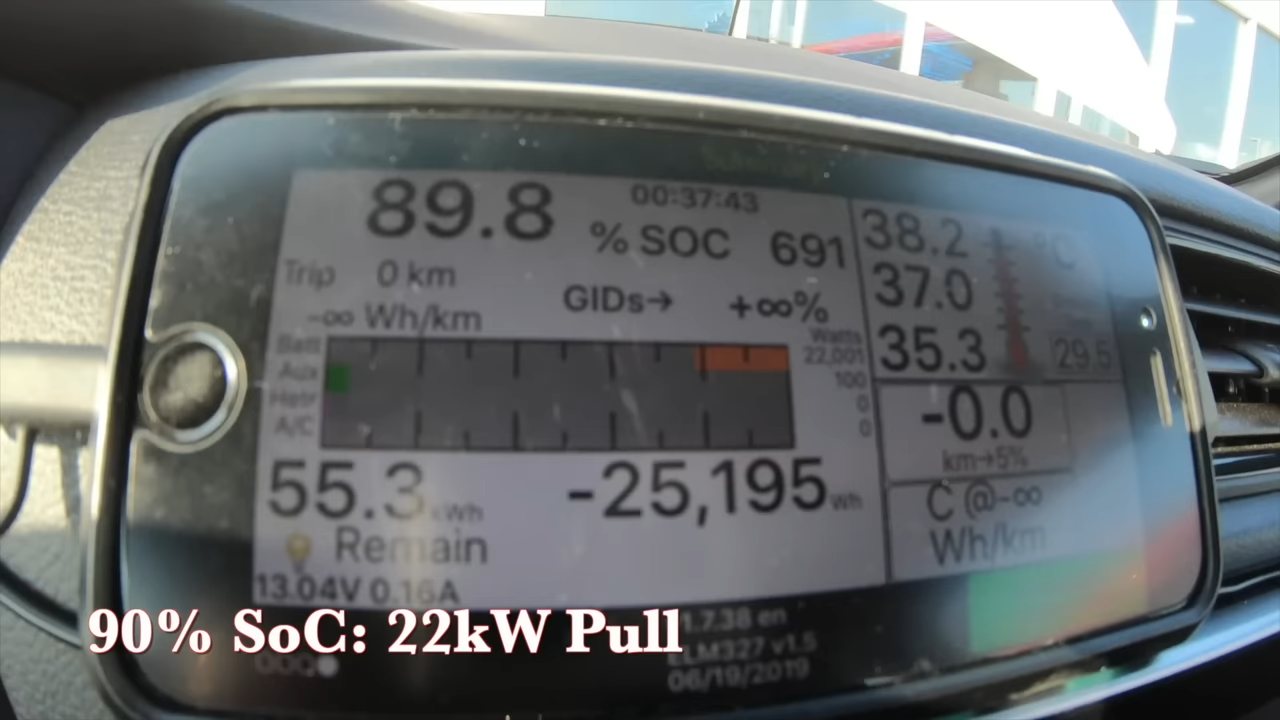 89.8
00:37:43
% SOC 691
Trip 0 km
GIDs→ +∞%
-∞ Wh/km
Batt
Aux
Htr
A/C
Watts
22,001
100
0
0
55.3 kWh
-25,195 Wh
Remain
13.04V 0.16A
38.2 °C
37.0
35.3
29.5
-0.0
km→5%
C @-∞
Wh/km
1.7.38 en
ELM327 v1.5
06/19/2019
90% SoC: 22kW Pull